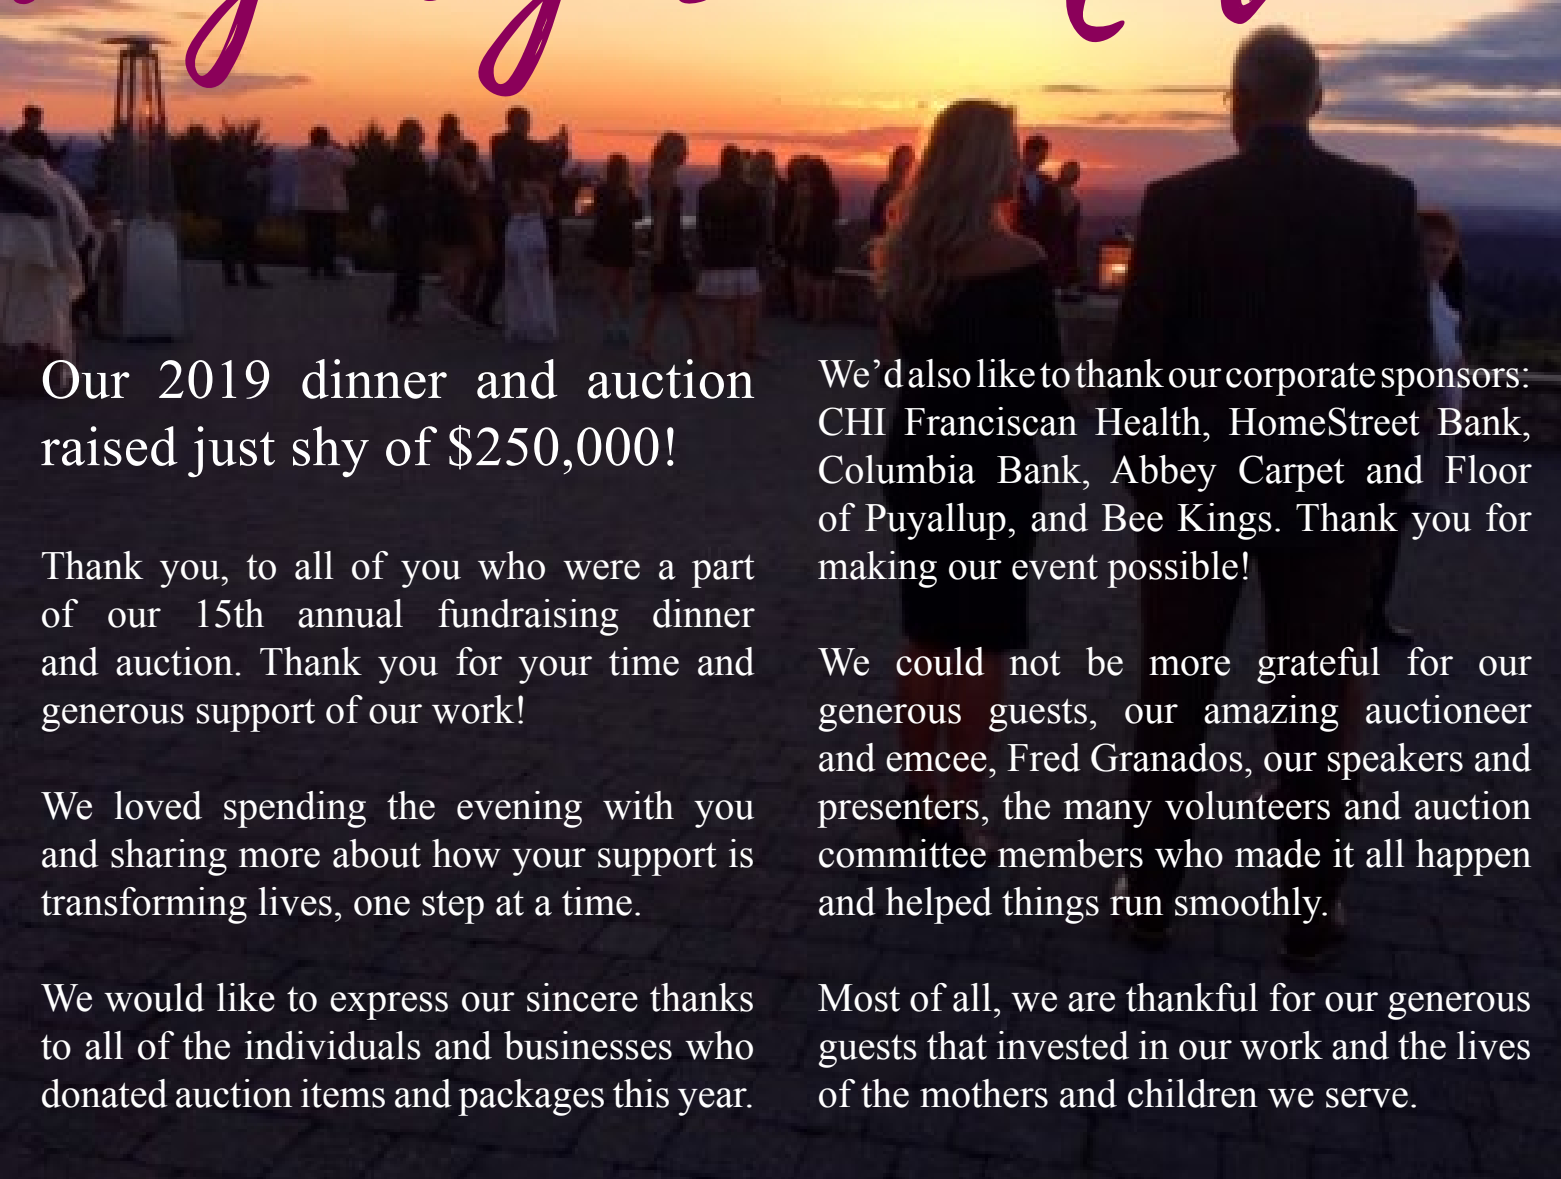 Our 2019 dinner and auction
raised just shy of $250,000!
Thank you, to all of you who were a part
of our 15th annual fundraising dinner
and auction. Thank you for your time and
generous support of our work!
We loved spending the evening with you
and sharing more about how your support is
transforming lives, one step at a time.
We would like to express our sincere thanks
to all of the individuals and businesses who
donated auction items and packages this year.
We’d also like to thank our corporate sponsors:
CHI Franciscan Health, HomeStreet Bank,
Columbia Bank, Abbey Carpet and Floor
of Puyallup, and Bee Kings. Thank you for
making our event possible!
We could not be more grateful for our
generous guests, our amazing auctioneer
and emcee, Fred Granados, our speakers and
presenters, the many volunteers and auction
committee members who made it all happen
and helped things run smoothly.
Most of all, we are thankful for our generous
guests that invested in our work and the lives
of the mothers and children we serve.